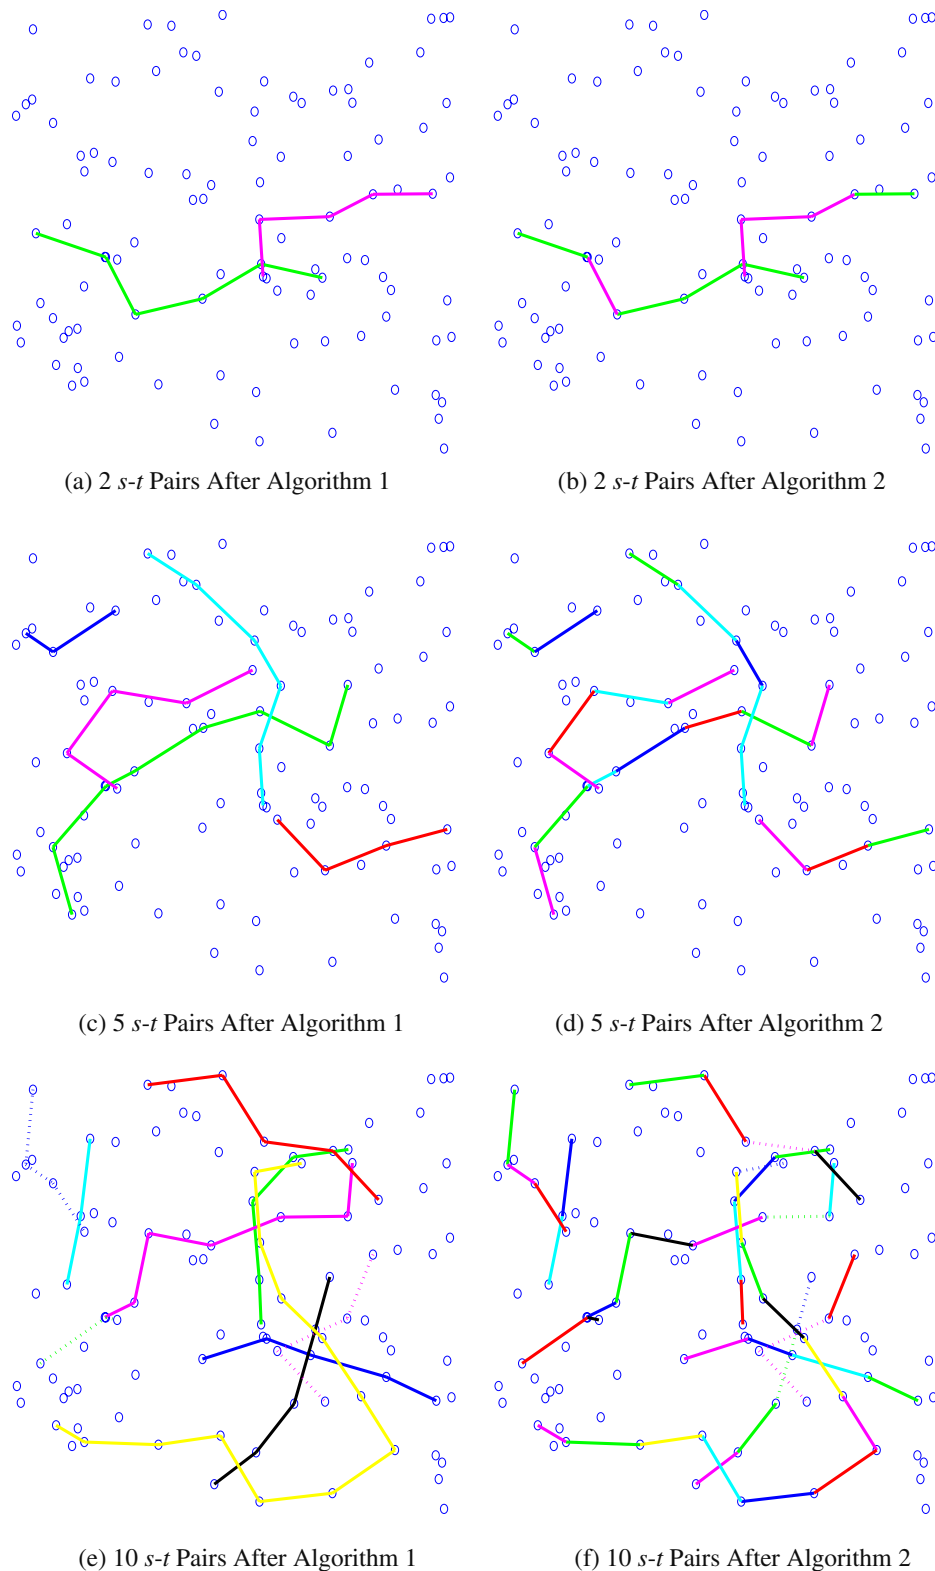 (a) 2 s-t Pairs After Algorithm 1
(b) 2 s-t Pairs After Algorithm 2
(c) 5 s-t Pairs After Algorithm 1
(d) 5 s-t Pairs After Algorithm 2
(e) 10 s-t Pairs After Algorithm 1
(f) 10 s-t Pairs After Algorithm 2